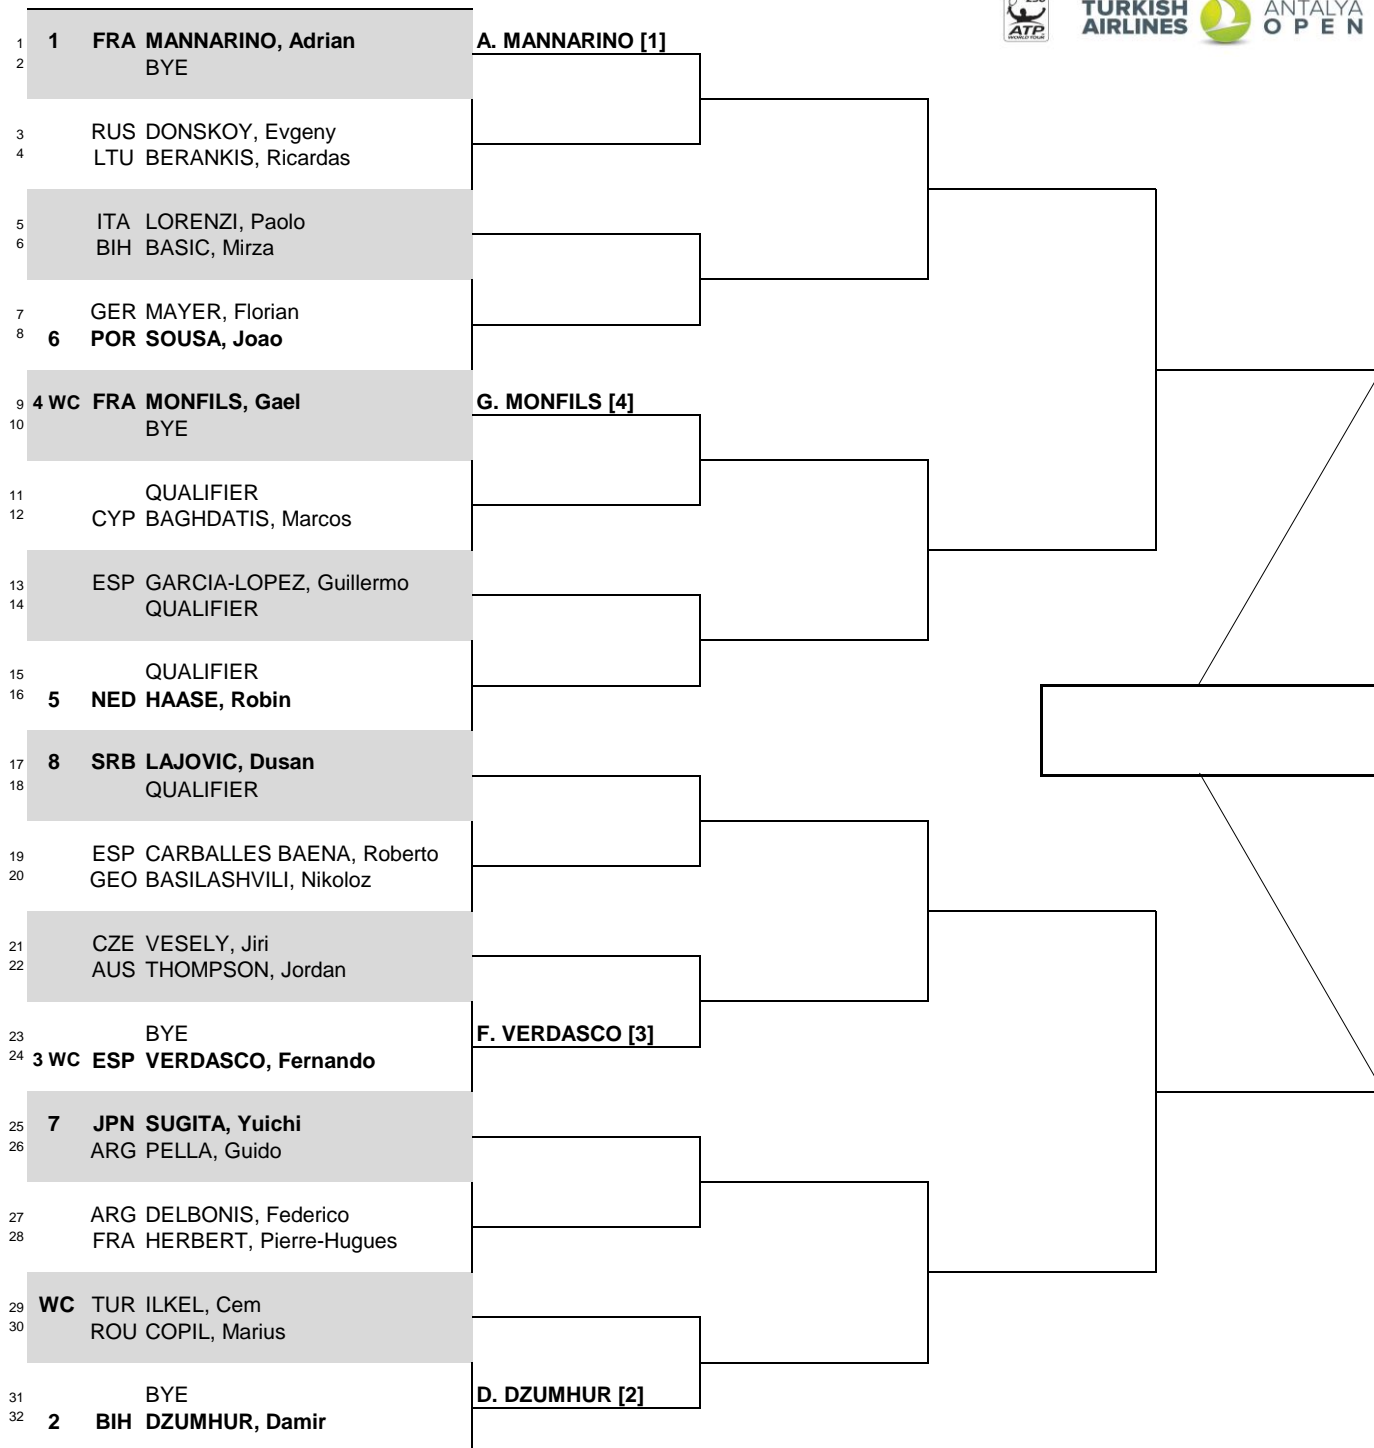 250
ATP
WORLD TOUR
TURKISH AIRLINES
ANTALYA OPEN
1 1 FRA MANNARINO, Adrian A. MANNARINO [1]
2 BYE
3 RUS DONSKOY, Evgeny
4 LTU BERANKIS, Ricardas
5 ITA LORENZI, Paolo
6 BIH BASIC, Mirza
7 GER MAYER, Florian
8 6 POR SOUSA, Joao
9 4 WC FRA MONFILS, Gael G. MONFILS [4]
10 BYE
11 QUALIFIER
12 CYP BAGHDATIS, Marcos
13 ESP GARCIA-LOPEZ, Guillermo
14 QUALIFIER
15 QUALIFIER
16 5 NED HAASE, Robin
17 8 SRB LAJOVIC, Dusan
18 QUALIFIER
19 ESP CARBALLES BAENA, Roberto
20 GEO BASILASHVILI, Nikoloz
21 CZE VESELY, Jiri
22 AUS THOMPSON, Jordan
23 BYE F. VERDASCO [3]
24 3 WC ESP VERDASCO, Fernando
25 7 JPN SUGITA, Yuichi
26 ARG PELLA, Guido
27 ARG DELBONIS, Federico
28 FRA HERBERT, Pierre-Hugues
29 WC TUR ILKEL, Cem
30 ROU COPIL, Marius
31 BYE D. DZUMHUR [2]
32 2 BIH DZUMHUR, Damir